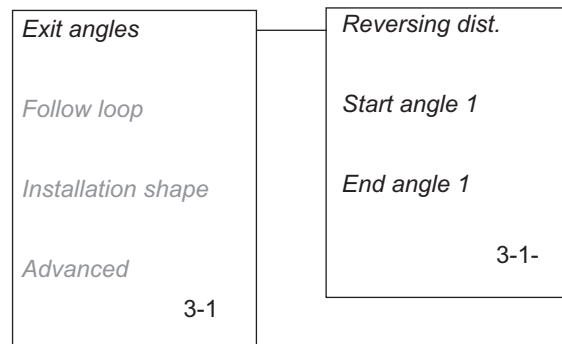 Exit angles
Follow loop
Installation shape
Advanced
3-1
Reversing dist.
Start angle 1
End angle 1
3-1-